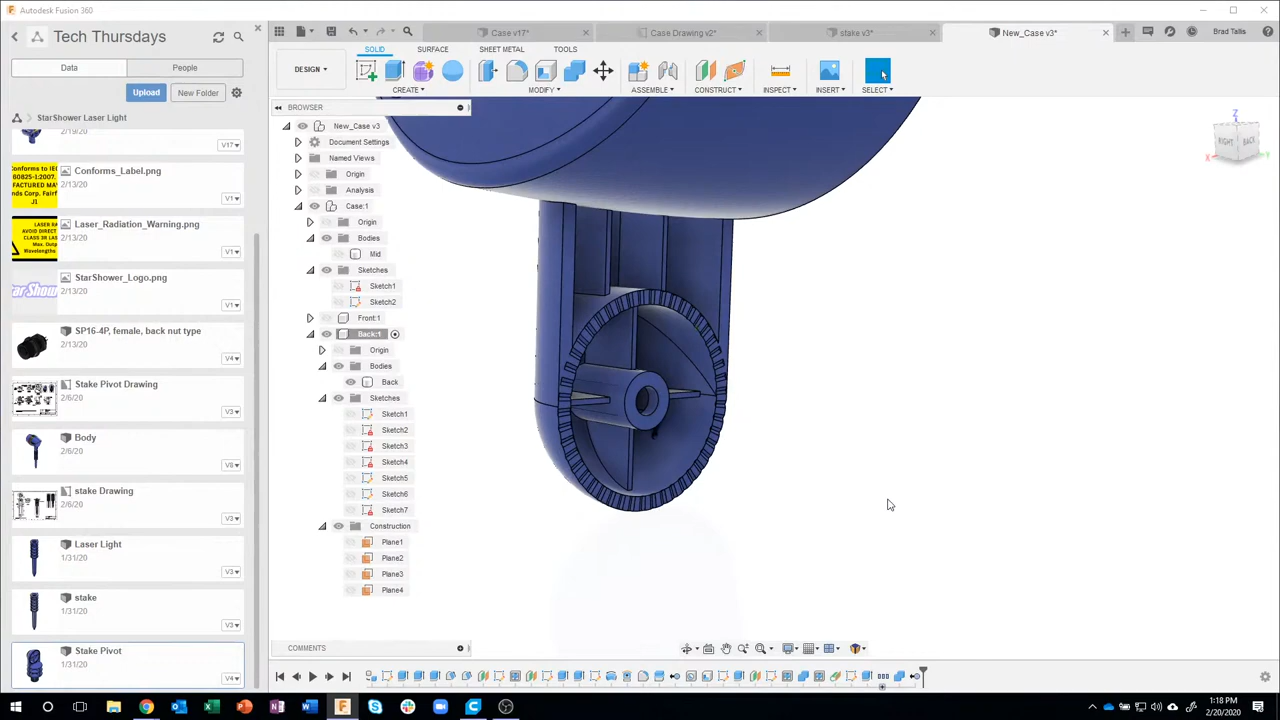 Autodesk Fusion 360
Tech Thursdays
Data
People
Upload
New Folder
StarShower Laser Light
2/19/20
V17
Conforms_Label.png
2/13/20
V1
Laser_Radiation_Warning.png
2/13/20
V1
StarShower_Logo.png
2/13/20
V1
SP16-4P, female, back nut type
2/13/20
V4
Stake Pivot Drawing
2/6/20
V3
Body
2/6/20
V8
stake Drawing
2/6/20
V3
Laser Light
1/31/20
V3
stake
1/31/20
V3
Stake Pivot
1/31/20
V4
Case v17*
Case Drawing v2*
stake v3*
New_Case v3*
Brad Tallis
SOLID
SURFACE
SHEET METAL
TOOLS
DESIGN
CREATE
MODIFY
ASSEMBLE
CONSTRUCT
INSPECT
INSERT
SELECT
BROWSER
New_Case v3
Document Settings
Named Views
Origin
Analysis
Case:1
Origin
Bodies
Mid
Sketches
Sketch1
Sketch2
Front:1
Back:1
Origin
Bodies
Back
Sketches
Sketch1
Sketch2
Sketch3
Sketch4
Sketch5
Sketch6
Sketch7
Construction
Plane1
Plane2
Plane3
Plane4
COMMENTS
Z
RIGHT
BACK
X
1:18 PM
2/20/2020